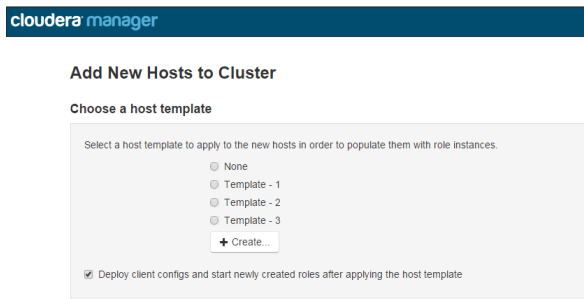 cloudera manager
Add New Hosts to Cluster
Choose a host template
Select a host template to apply to the new hosts in order to populate them with role instances.
None
Template - 1
Template - 2
Template - 3
+ Create...
Deploy client configs and start newly created roles after applying the host template